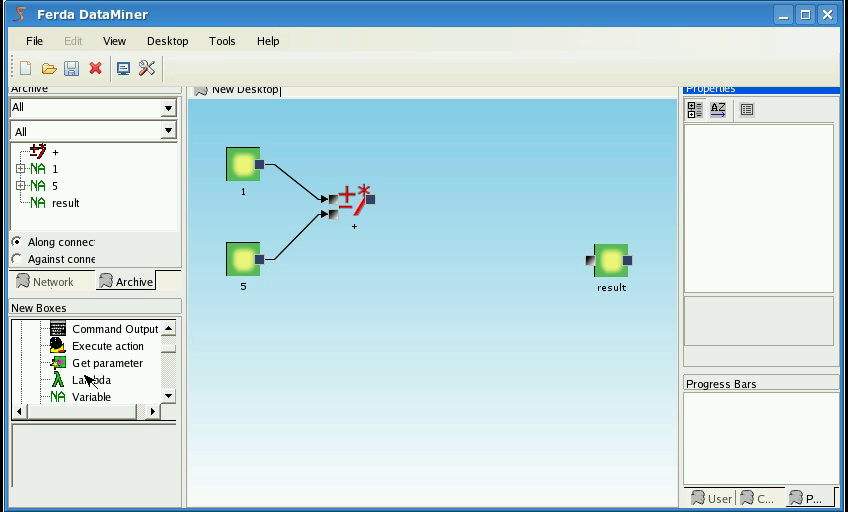 Ferda DataMiner
File Edit View Desktop Tools Help
Archive
All
All
+
1
5
result
Along connec
Against conne
Network Archive
New Boxes
Command Output
Execute action
Get parameter
Lambda
Variable
New Desktop
1
+
5
result
Properties
Progress Bars
User C... P...